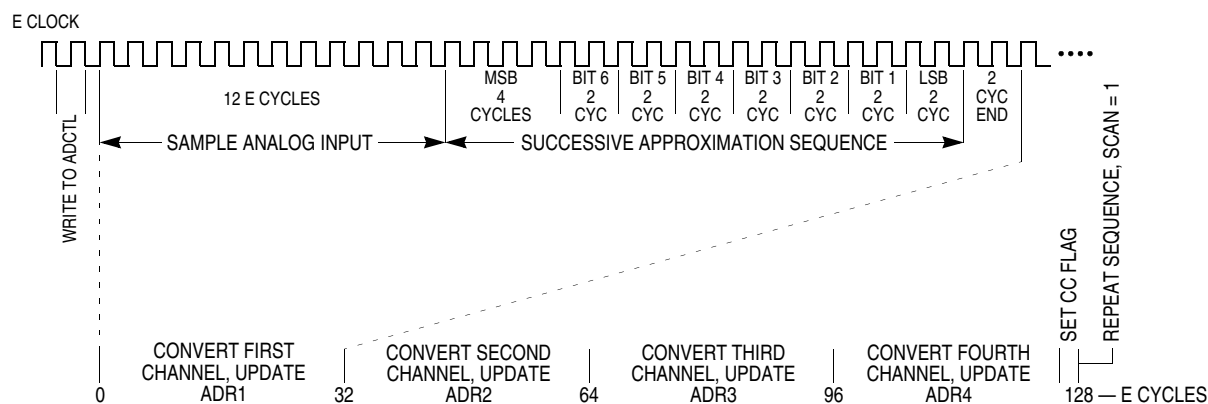 E CLOCK
12 E CYCLES
MSB
4
CYCLES
BIT 6
2
CYC
BIT 5
2
CYC
BIT 4
2
CYC
BIT 3
2
CYC
BIT 2
2
CYC
BIT 1
2
CYC
LSB
2
CYC
2
CYC
END
WRITE TO ADCTL
SAMPLE ANALOG INPUT
SUCCESSIVE APPROXIMATION SEQUENCE
SET CC FLAG
REPEAT SEQUENCE, SCAN = 1
CONVERT FIRST
CHANNEL, UPDATE
ADR1
CONVERT SECOND
CHANNEL, UPDATE
ADR2
CONVERT THIRD
CHANNEL, UPDATE
ADR3
CONVERT FOURTH
CHANNEL, UPDATE
ADR4
0
32
64
96
128 — E CYCLES